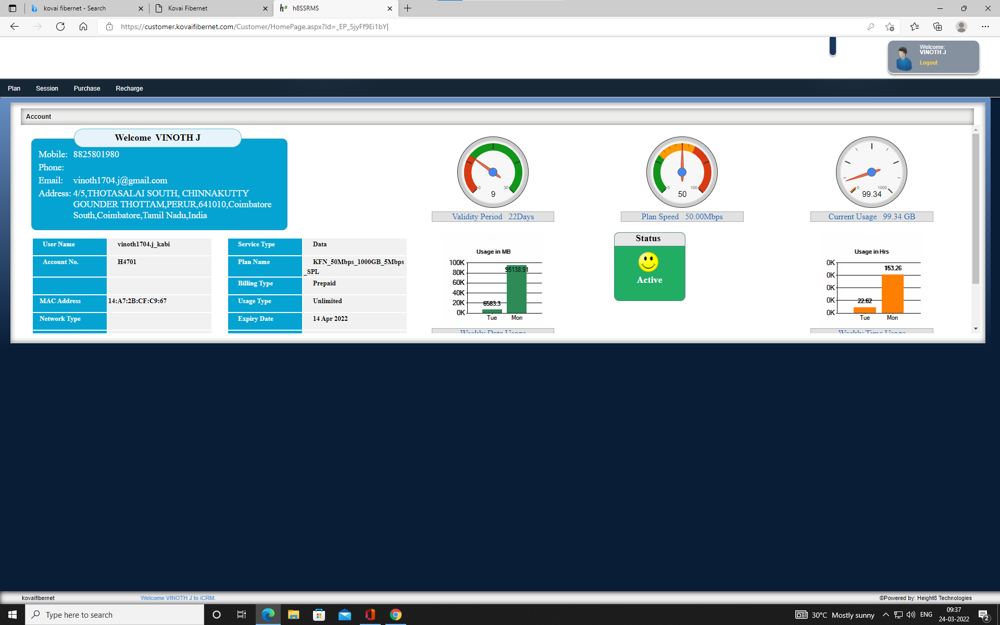 kovai fibernet - Search
Kovai Fibernet
h8 h8SSRMS
https://customer.kovaifibernet.com/Customer/HomePage.aspx?Id=_EP_5jyFf9Ei1bY
Welcome:
VINOTH J
Logout
Plan Session Purchase Recharge
Account
Welcome VINOTH J
Mobile: 8825801980
Phone:
Email: vinoth1704.j@gmail.com
Address: 4/5,THOTASALAI SOUTH, CHINNAKUTTY
GOUNDER THOTTAM,PERUR,641010,Coimbatore
South,Coimbatore,Tamil Nadu,India
0 30
9
Validity Period 22Days
0 100
50
Plan Speed 50.00Mbps
0 1000
99.34
Current Usage 99.34 GB
User Name vinoth1704.j_kabi
Account No. H4701
MAC Address 14:A7:2B:CF:C9:67
Network Type
Service Type Data
Plan Name KFN_50Mbps_1000GB_5Mbps
_SPL
Billing Type Prepaid
Usage Type Unlimited
Expiry Date 14 Apr 2022
Usage in MB
100K
80K
60K
40K
20K
0K
95138.91
6583.3
Tue Mon
Weekly Data Usage
Status
Active
Usage in Hrs
0K
0K
0K
0K
0K
153.26
22.62
Tue Mon
Weekly Time Usage
kovaifibernet
Welcome VINOTH J to iCRM.
©Powered by: Height8 Technologies
Type here to search
30°C Mostly sunny
ENG
09:37
24-03-2022
2